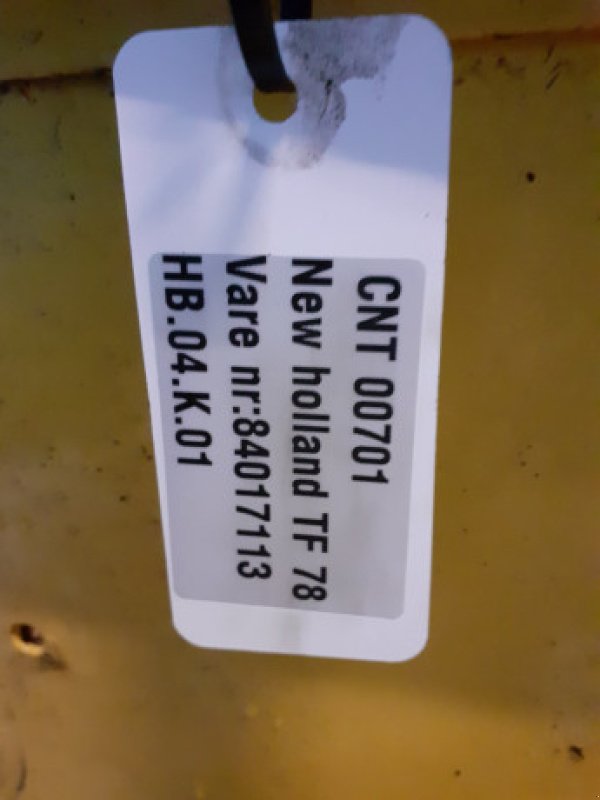 CNT 00701
New holland TF 78
Vare nr:84017113
HB.04.K.01